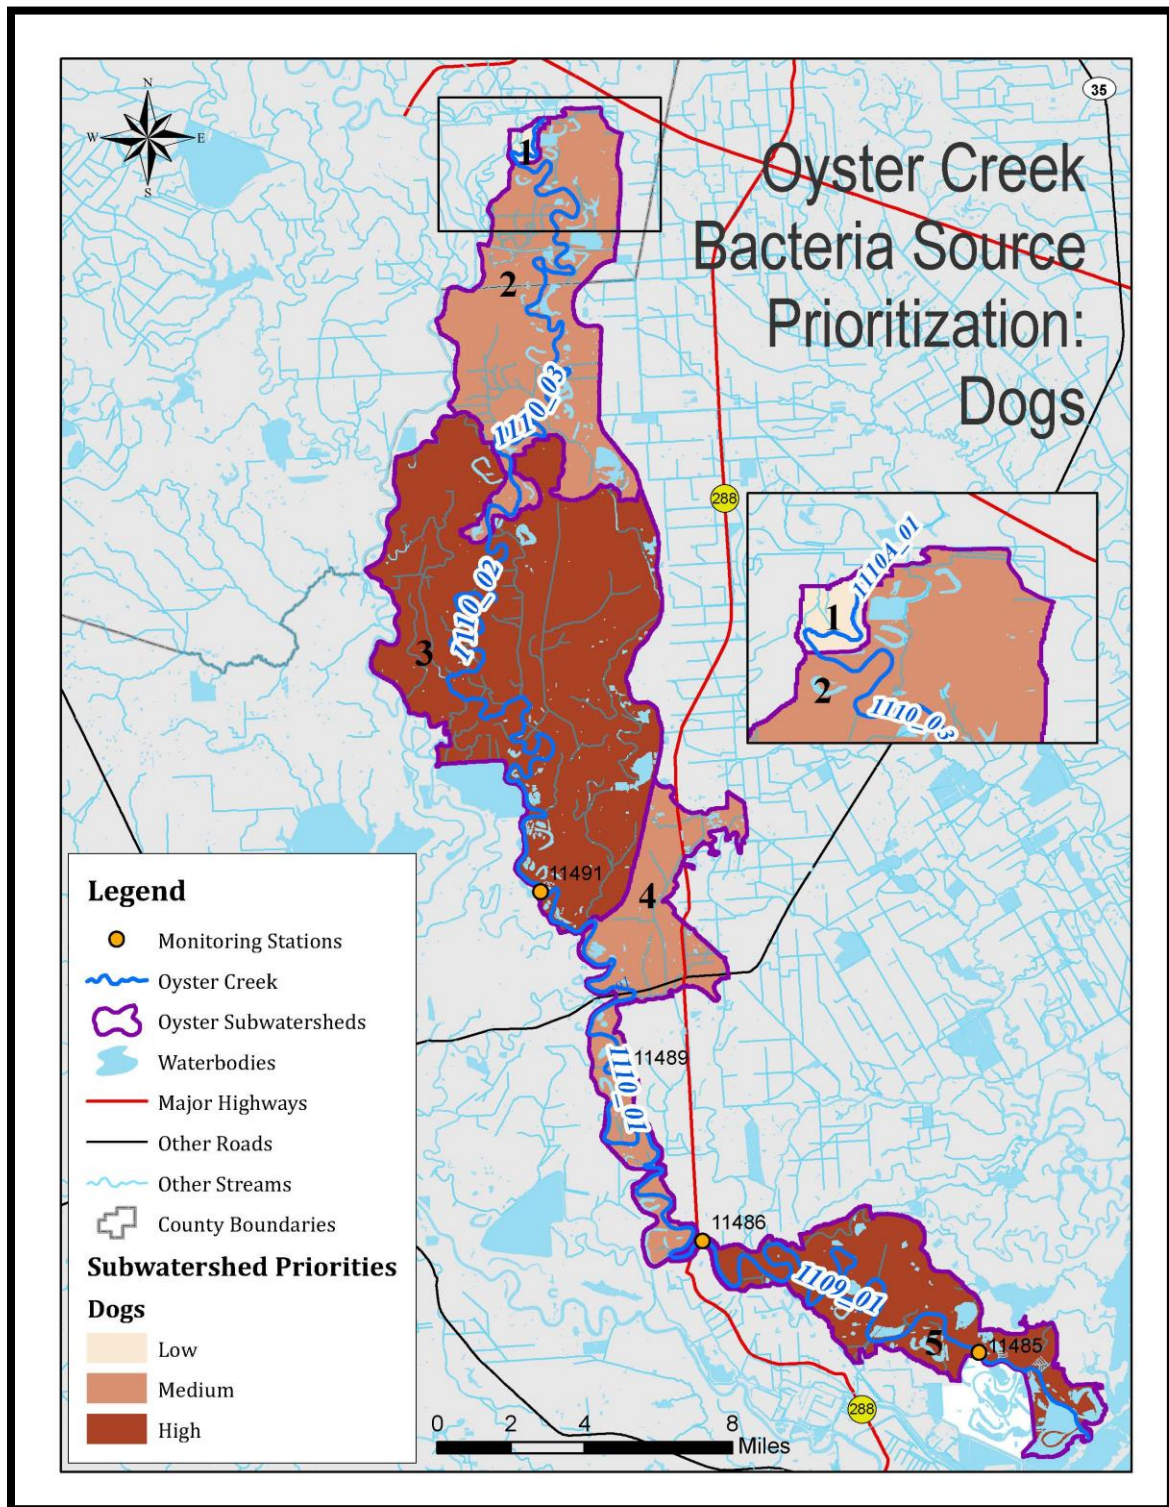 N
W E
S
35
Oyster Creek
Bacteria Source
Prioritization:
Dogs
1
2
1110_03
288
1110A_01
1
2
1110_03
1110_02
3
4
11491
11489
1110_01
11486
1109_01
5
11485
288
Legend
Monitoring Stations
Oyster Creek
Oyster Subwatersheds
Waterbodies
Major Highways
Other Roads
Other Streams
County Boundaries
Subwatershed Priorities
Dogs
Low
Medium
High
0 2 4 8
Miles